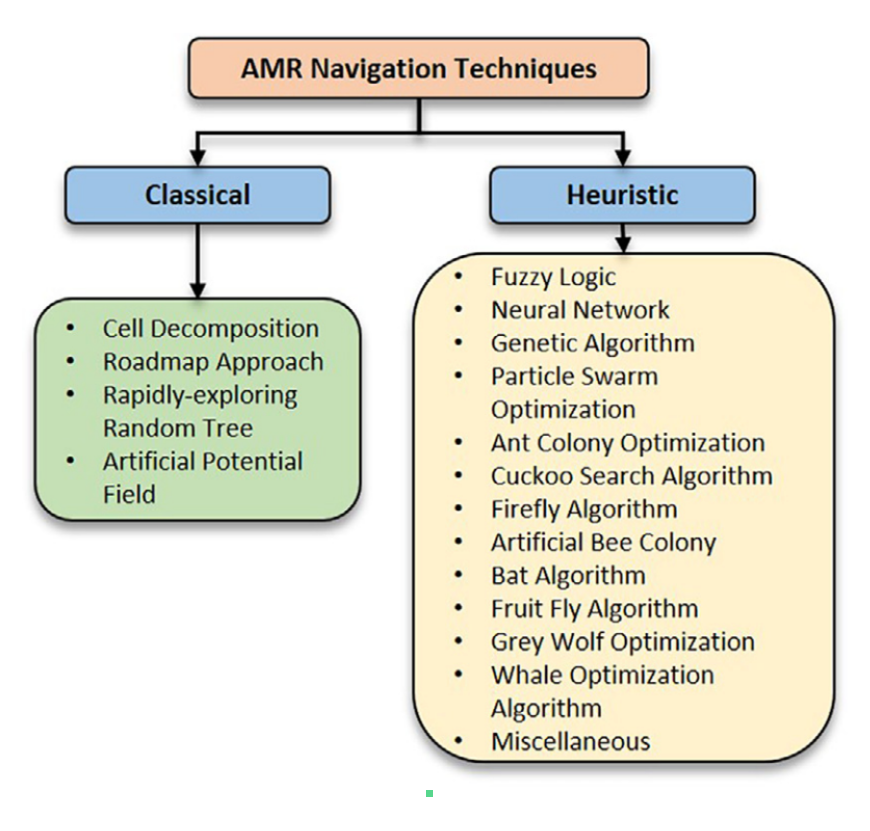 AMR Navigation Techniques
Classical
Heuristic
• Cell Decomposition
• Roadmap Approach
• Rapidly-exploring
Random Tree
• Artificial Potential
Field
• Fuzzy Logic
• Neural Network
• Genetic Algorithm
• Particle Swarm
Optimization
• Ant Colony Optimization
• Cuckoo Search Algorithm
• Firefly Algorithm
• Artificial Bee Colony
• Bat Algorithm
• Fruit Fly Algorithm
• Grey Wolf Optimization
• Whale Optimization
Algorithm
• Miscellaneous